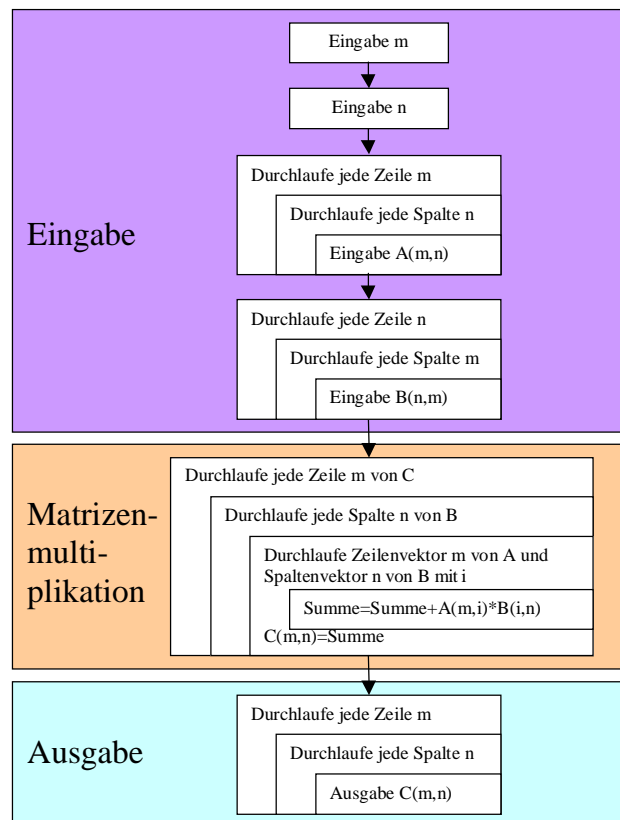 Eingabe
Eingabe m
Eingabe n
Durchlaufe jede Zeile m
Durchlaufe jede Spalte n
Eingabe A(m,n)
Durchlaufe jede Zeile n
Durchlaufe jede Spalte m
Eingabe B(n,m)
Matrizen-
multi-
plikation
Durchlaufe jede Zeile m von C
Durchlaufe jede Spalte n von B
Durchlaufe Zeilenvektor m von A und
Spaltenvektor n von B mit i
Summe=Summe+A(m,i)*B(i,n)
C(m,n)=Summe
Ausgabe
Durchlaufe jede Zeile m
Durchlaufe jede Spalte n
Ausgabe C(m,n)